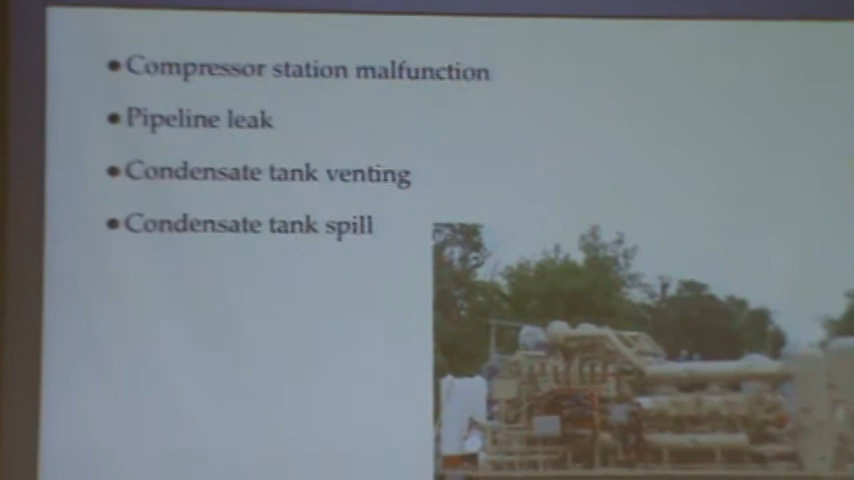 • Compressor station malfunction
• Pipeline leak
• Condensate tank venting
• Condensate tank spill